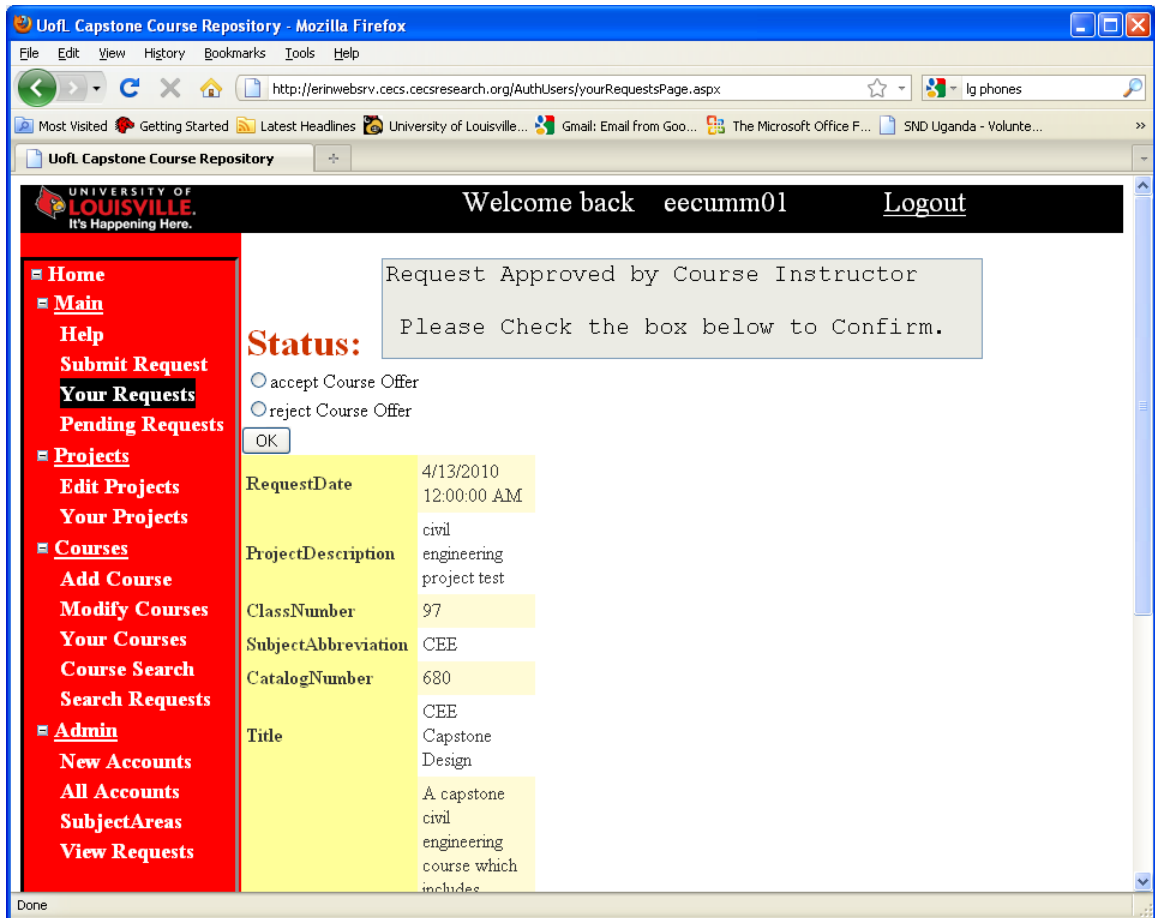 UofL Capstone Course Repository - Mozilla Firefox
File Edit View History Bookmarks Tools Help
http://erinwebsrv.cecs.cecsresearch.org/AuthUsers/yourRequestsPage.aspx
lg phones
Most Visited Getting Started Latest Headlines University of Louisville... Gmail: Email from Goo... The Microsoft Office F... SND Uganda - Volunte... »
UofL Capstone Course Repository
UNIVERSITY OF
LOUISVILLE.
It's Happening Here.
Welcome back eecumm01 Logout
Home
Main
Help
Submit Request
Your Requests
Pending Requests
Projects
Edit Projects
Your Projects
Courses
Add Course
Modify Courses
Your Courses
Course Search
Search Requests
Admin
New Accounts
All Accounts
SubjectAreas
View Requests
Request Approved by Course Instructor
Please Check the box below to Confirm.
Status:
accept Course Offer
reject Course Offer
OK
RequestDate
4/13/2010
12:00:00 AM
ProjectDescription
civil
engineering
project test
ClassNumber 97
SubjectAbbreviation CEE
CatalogNumber 680
Title
CEE
Capstone
Design
A capstone
civil
engineering
course which
includes
Done